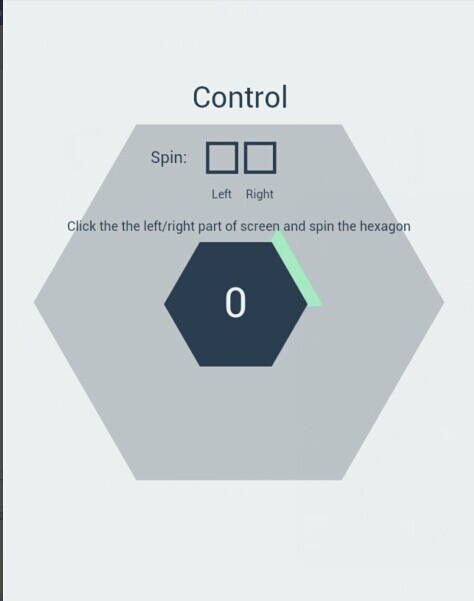 Control
Spin:
Left Right
Click the the left/right part of screen and spin the hexagon
0